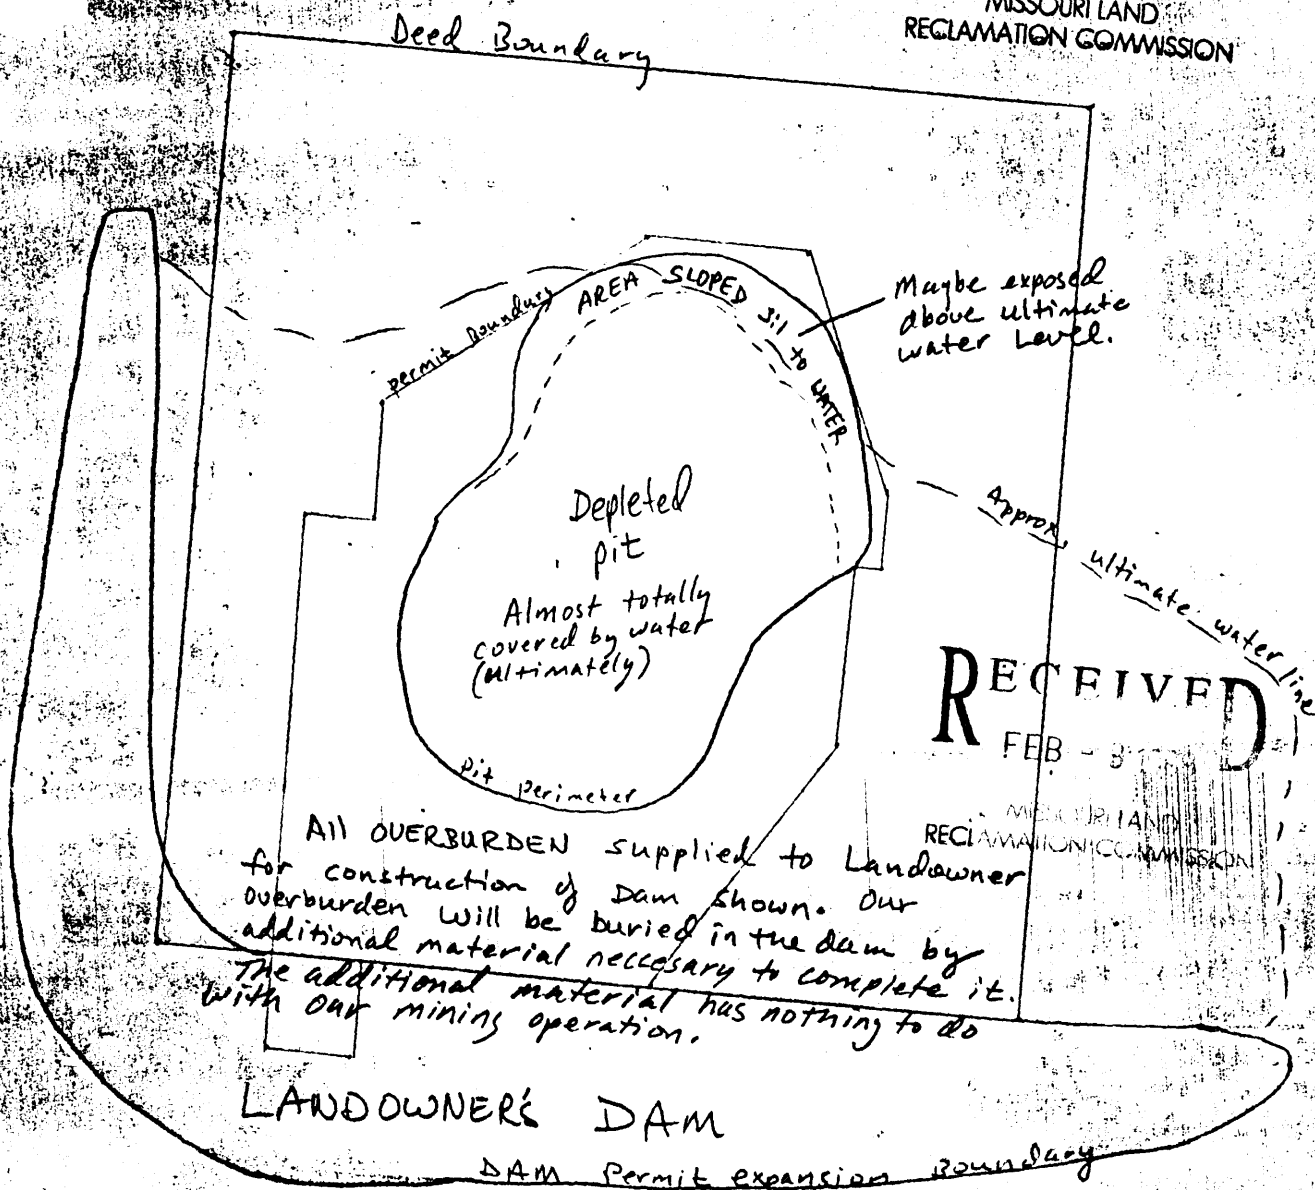 MISSOURI LAND
RECLAMATION COMMISSION
Deed Boundary
permit boundary
AREA SLOPED 3:1 to WATER
Maybe exposed
above ultimate
water Level.
Depleted
pit
Almost totally
covered by water
(ultimately)
Approx. ultimate water line
RECEIVED
FEB - 3
MISSOURI LAND
RECLAMATION COMMISSION
pit perimeter
All OVERBURDEN supplied to Landowner
for construction of Dam shown. Our
overburden will be buried in the dam by
additional material neccesary to complete it.
The additional material has nothing to do
with our mining operation.
LANDOWNER'S DAM
DAM Permit expansion Boundary